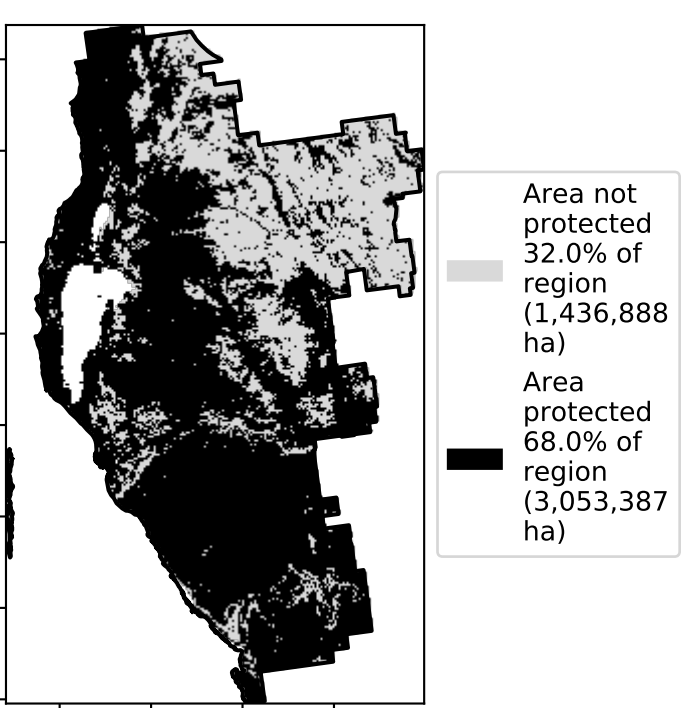 Area not
protected
32.0% of
region
(1,436,888
ha)
Area
protected
68.0% of
region
(3,053,387
ha)